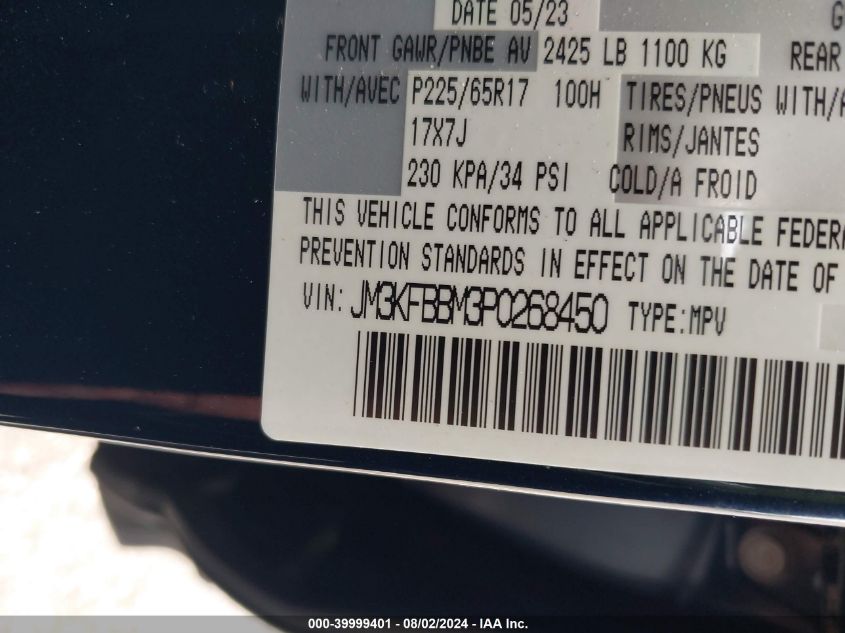 DATE 05/23 G
FRONT GAWR/PNBE AV 2425 LB 1100 KG REAR
WITH/AVEC P225/65R17 100H TIRES/PNEUS WITH/A
17X7J RIMS/JANTES
230 KPA/34 PSI COLD/A FROID
THIS VEHICLE CONFORMS TO ALL APPLICABLE FEDERA
PREVENTION STANDARDS IN EFFECT ON THE DATE OF
VIN: JM3KFBBM3P0268450 TYPE:MPV
000-39999401 - 08/02/2024 - IAA Inc.